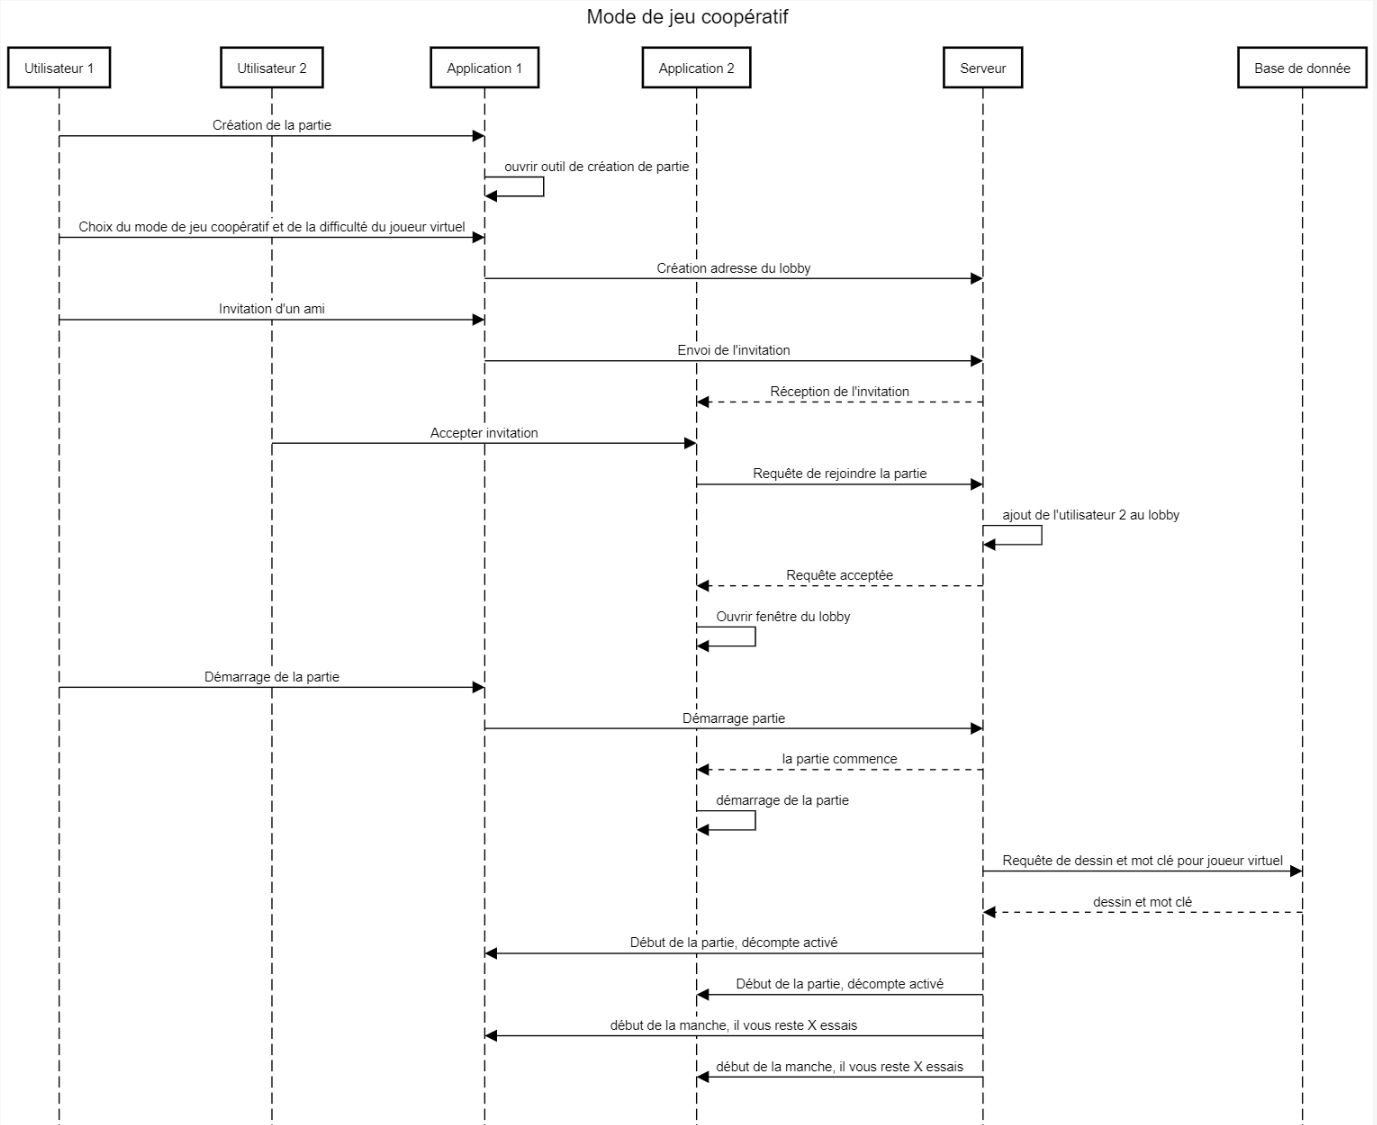 Mode de jeu coopératif
Utilisateur 1
Utilisateur 2
Application 1
Application 2
Serveur
Base de donnée
Création de la partie
ouvrir outil de création de partie
Choix du mode de jeu coopératif et de la difficulté du joueur virtuel
Création adresse du lobby
Invitation d'un ami
Envoi de l'invitation
Réception de l'invitation
Accepter invitation
Requête de rejoindre la partie
ajout de l'utilisateur 2 au lobby
Requête acceptée
Ouvrir fenêtre du lobby
Démarrage de la partie
Démarrage partie
la partie commence
démarrage de la partie
Requête de dessin et mot clé pour joueur virtuel
dessin et mot clé
Début de la partie, décompte activé
Début de la partie, décompte activé
début de la manche, il vous reste X essais
début de la manche, il vous reste X essais